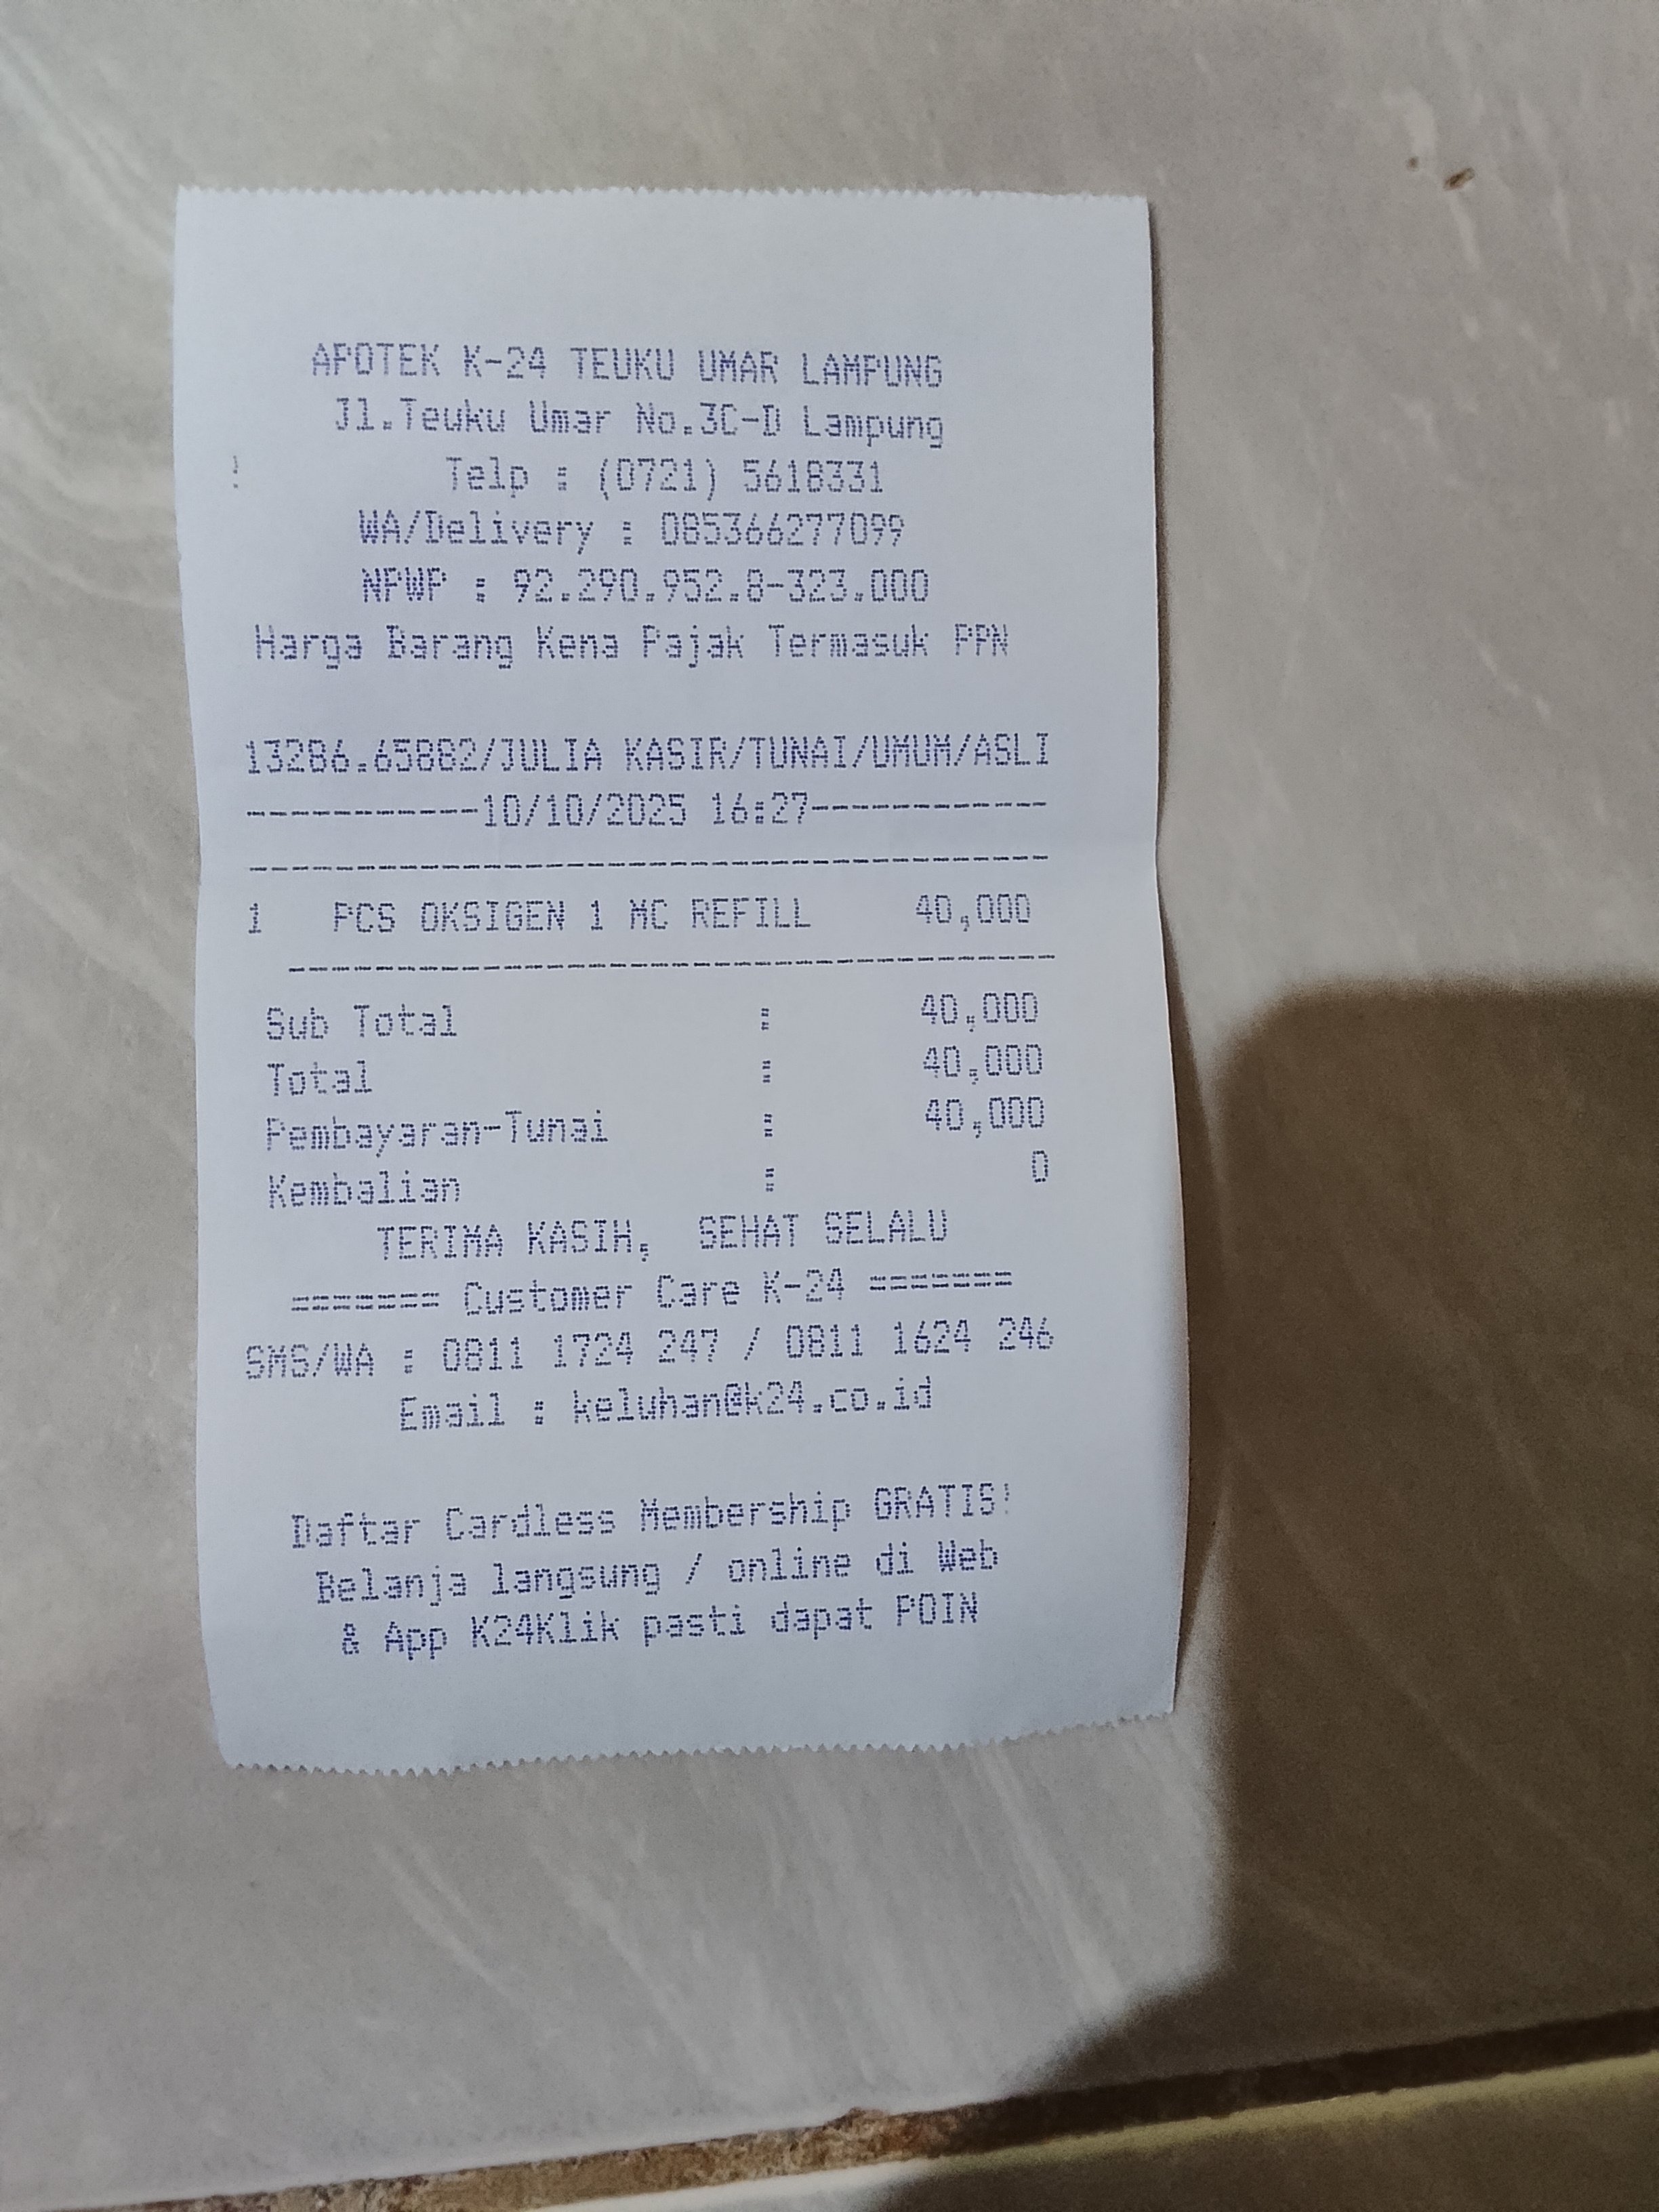 APOTEK K-24 TEUKU UMAR LAMPUNG
Jl.Teuku Umar No.3C-D Lampung
Telp : (0721) 5618331
WA/Delivery : 085366277099
NPWP : 92.290.952.8-323.000
Harga Barang Kena Pajak Termasuk PPN
13286.65882/JULIA KASIR/TUNAI/UMUM/ASLI
----------10/10/2025 16:27----------
----------------------------------------
1 PCS OKSIGEN 1 MC REFILL 40,000
--------------------------------------
Sub Total : 40,000
Total : 40,000
Pembayaran-Tunai : 40,000
Kembalian : 0
TERIMA KASIH, SEHAT SELALU
======= Customer Care K-24 =======
SMS/WA : 0811 1724 247 / 0811 1624 246
Email : keluhan@k24.co.id
Daftar Cardless Membership GRATIS!
Belanja langsung / online di Web
& App K24Klik pasti dapat POIN